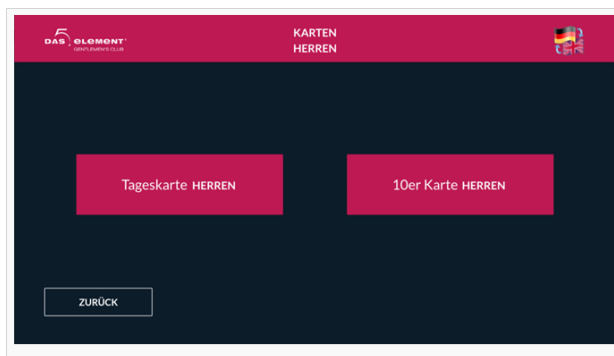 5
DAS element
GENTLEMEN'S CLUB
KARTEN
HERREN
Tageskarte HERREN
10er Karte HERREN
ZURÜCK